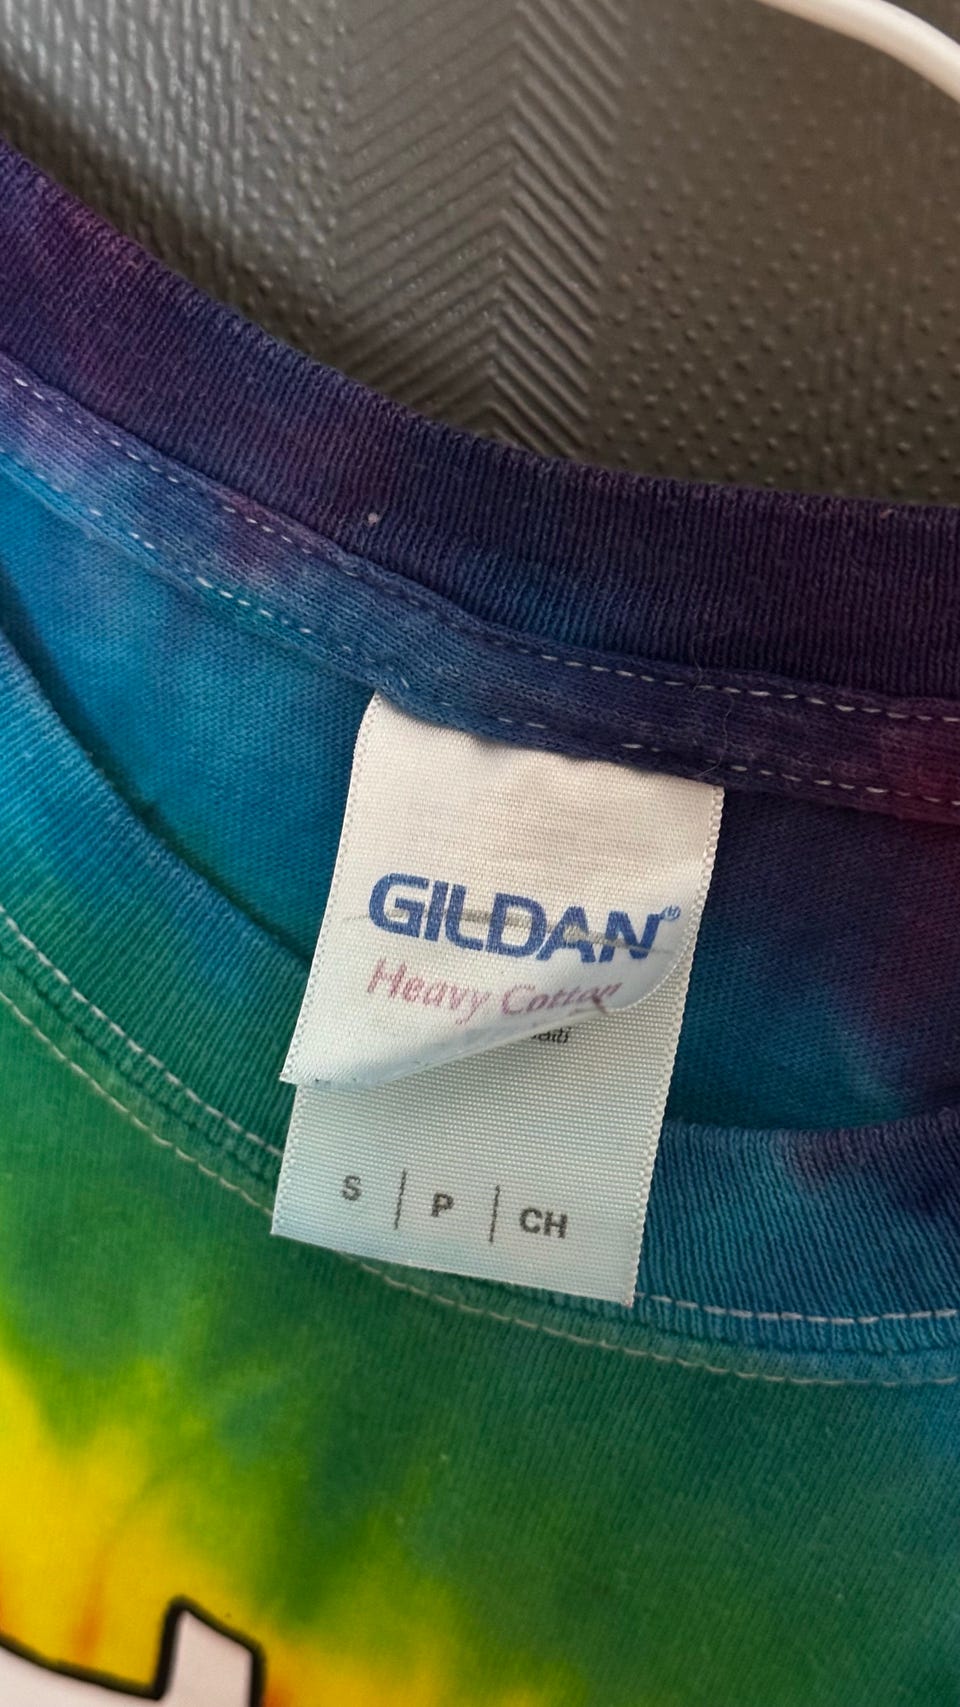 GILDAN
Heavy Cotton
S | P | CH